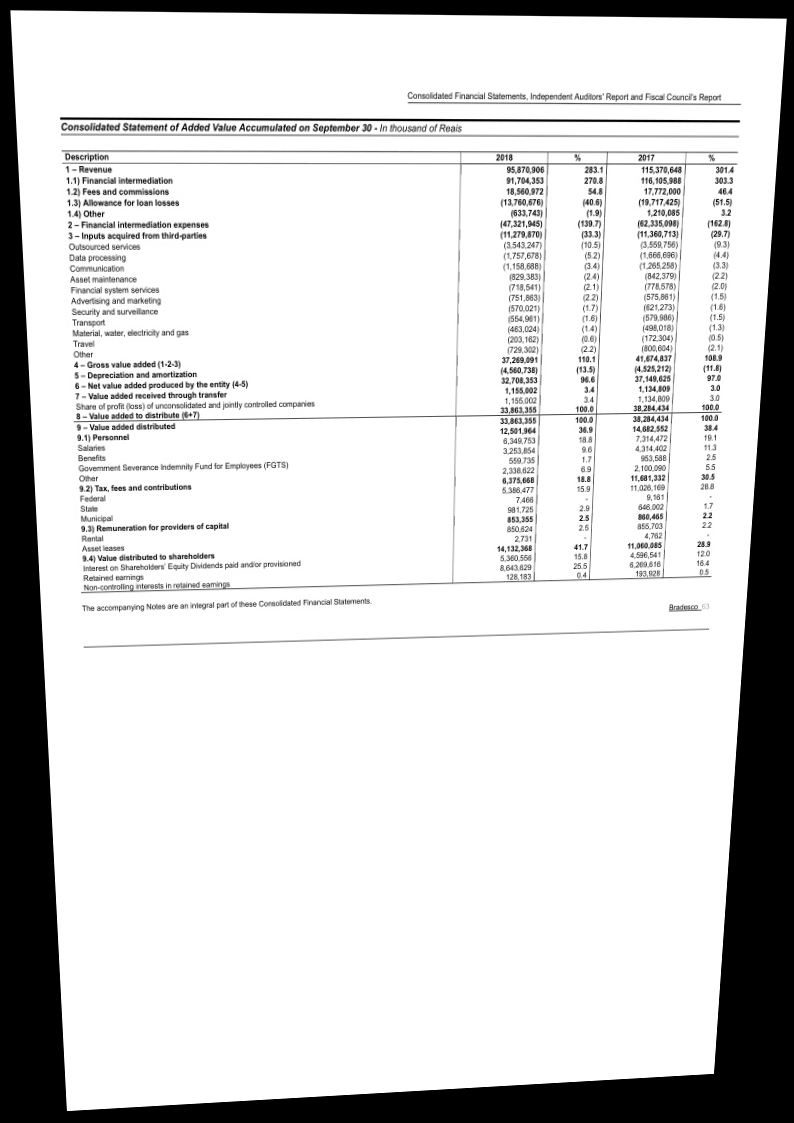 Consolidated Financial Statements, Independent Auditors' Report and Fiscal Council's Report
Consolidated Statement of Added Value Accumulated on September 30 - In thousand of Reais
Description 2018 % 2017 %
1 – Revenue 95,870,906 283.1 115,370,648 301.4
1.1) Financial intermediation 91,704,353 270.8 116,105,988 303.3
1.2) Fees and commissions 18,560,972 54.8 17,772,000 46.4
1.3) Allowance for loan losses (13,760,676) (40.6) (19,717,425) (51.5)
1.4) Other (633,743) (1.9) 1,210,085 3.2
2 – Financial intermediation expenses (47,321,945) (139.7) (62,335,098) (162.8)
3 – Inputs acquired from third-parties (11,279,870) (33.3) (11,360,713) (29.7)
Outsourced services (3,543,247) (10.5) (3,559,756) (9.3)
Data processing (1,757,678) (5.2) (1,666,696) (4.4)
Communication (1,158,688) (3.4) (1,265,258) (3.3)
Asset maintenance (829,383) (2.4) (842,379) (2.2)
Financial system services (718,541) (2.1) (778,578) (2.0)
Advertising and marketing (751,863) (2.2) (575,861) (1.5)
Security and surveillance (570,021) (1.7) (621,273) (1.6)
Transport (554,961) (1.6) (579,986) (1.5)
Material, water, electricity and gas (463,024) (1.4) (498,018) (1.3)
Travel (203,162) (0.6) (172,304) (0.5)
Other (729,302) (2.2) (800,604) (2.1)
4 – Gross value added (1-2-3) 37,269,091 110.1 41,674,837 108.9
5 – Depreciation and amortization (4,560,738) (13.5) (4,525,212) (11.8)
6 – Net value added produced by the entity (4-5) 32,708,353 96.6 37,149,625 97.0
7 – Value added received through transfer 1,155,002 3.4 1,134,809 3.0
Share of profit (loss) of unconsolidated and jointly controlled companies 1,155,002 3.4 1,134,809 3.0
8 – Value added to distribute (6+7) 33,863,355 100.0 38,284,434 100.0
9 – Value added distributed 33,863,355 100.0 38,284,434 100.0
9.1) Personnel 12,501,964 36.9 14,682,552 38.4
Salaries 6,349,753 18.8 7,314,472 19.1
Benefits 3,253,854 9.6 4,314,402 11.3
Government Severance Indemnity Fund for Employees (FGTS) 559,735 1.7 953,588 2.5
Other 2,338,622 6.9 2,100,090 5.5
9.2) Tax, fees and contributions 6,375,668 18.8 11,681,332 30.5
Federal 5,386,477 15.9 11,026,169 28.8
State 7,466 - 9,161 -
Municipal 981,725 2.9 646,002 1.7
9.3) Remuneration for providers of capital 853,355 2.5 860,465 2.2
Rental 850,624 2.5 855,703 2.2
Asset leases 2,731 - 4,762 -
9.4) Value distributed to shareholders 14,132,368 41.7 11,060,085 28.9
Interest on Shareholders' Equity Dividends paid and/or provisioned 5,360,556 15.8 4,596,541 12.0
Retained earnings 8,643,629 25.5 6,269,616 16.4
Non-controlling interests in retained earnings 128,183 0.4 193,928 0.5
The accompanying Notes are an integral part of these Consolidated Financial Statements.
Bradesco 63